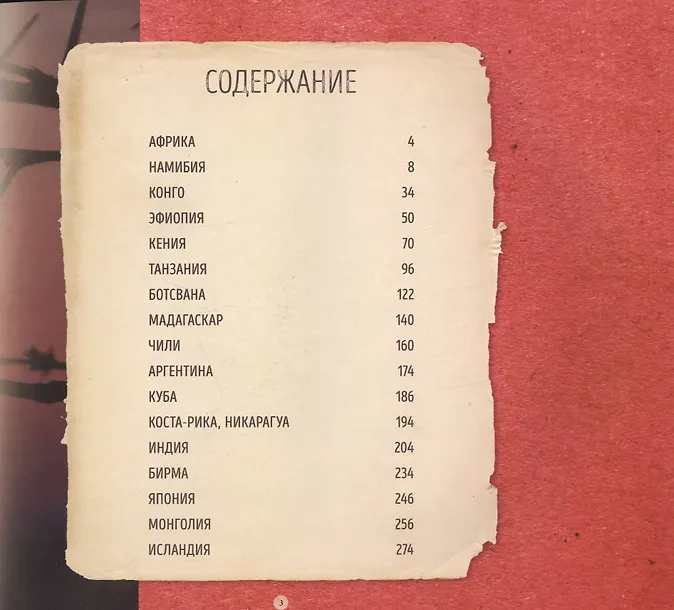 СОДЕРЖАНИЕ
АФРИКА 4
НАМИБИЯ 8
КОНГО 34
ЭФИОПИЯ 50
КЕНИЯ 70
ТАНЗАНИЯ 96
БОТСВАНА 122
МАДАГАСКАР 140
ЧИЛИ 160
АРГЕНТИНА 174
КУБА 186
КОСТА-РИКА, НИКАРАГУА 194
ИНДИЯ 204
БИРМА 234
ЯПОНИЯ 246
МОНГОЛИЯ 256
ИСЛАНДИЯ 274
3